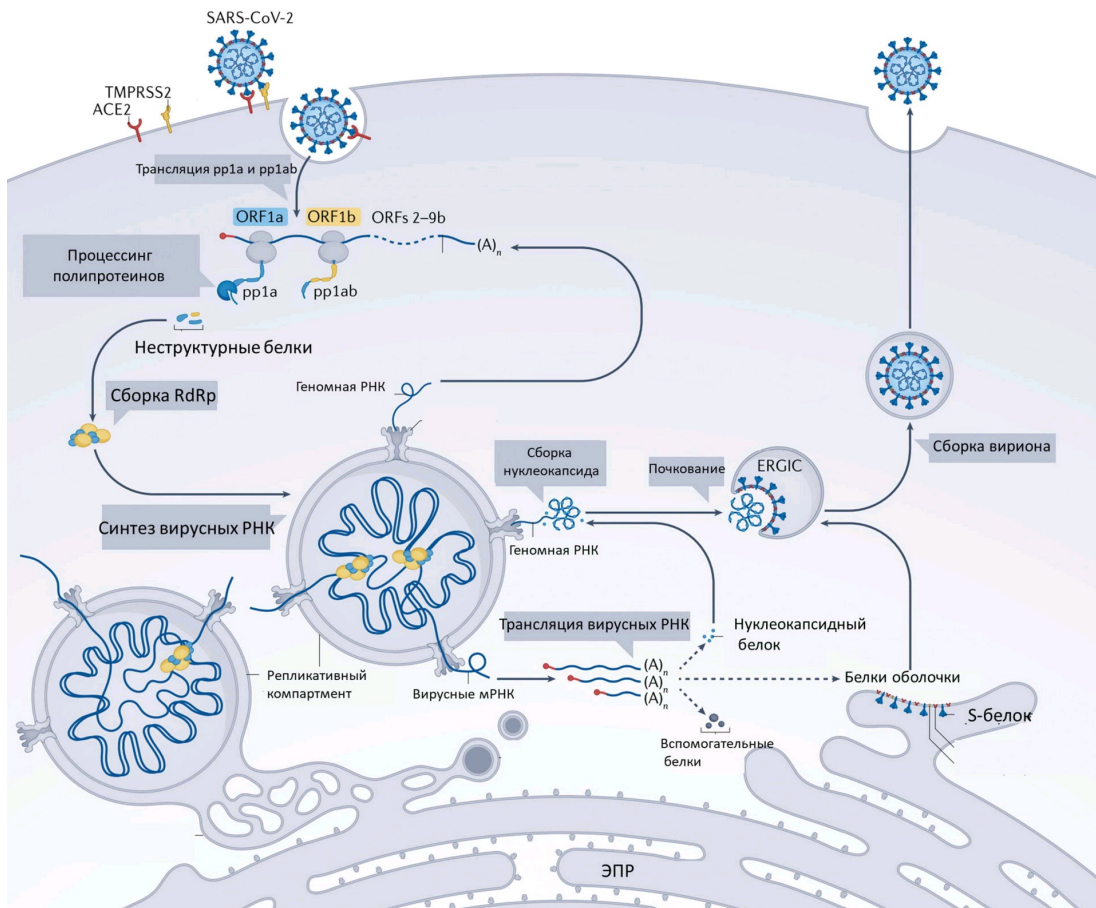 SARS-CoV-2
TMPRSS2
ACE2
Трансляция pp1a и pp1ab
ORF1a
ORF1b
ORFs 2–9b
(A)n
Процессинг
полипротеинов
pp1a
pp1ab
Неструктурные белки
Геномная РНК
Сборка RdRp
Сборка
нуклеокапсида
Почкование
ERGIC
Сборка вириона
Синтез вирусных РНК
Геномная РНК
Трансляция вирусных РНК
Нуклеокапсидный
белок
(A)n
(A)n
(A)n
Репликативный
компартмент
Вирусные мРНК
Белки оболочки
S-белок
Вспомогательные
белки
ЭПР